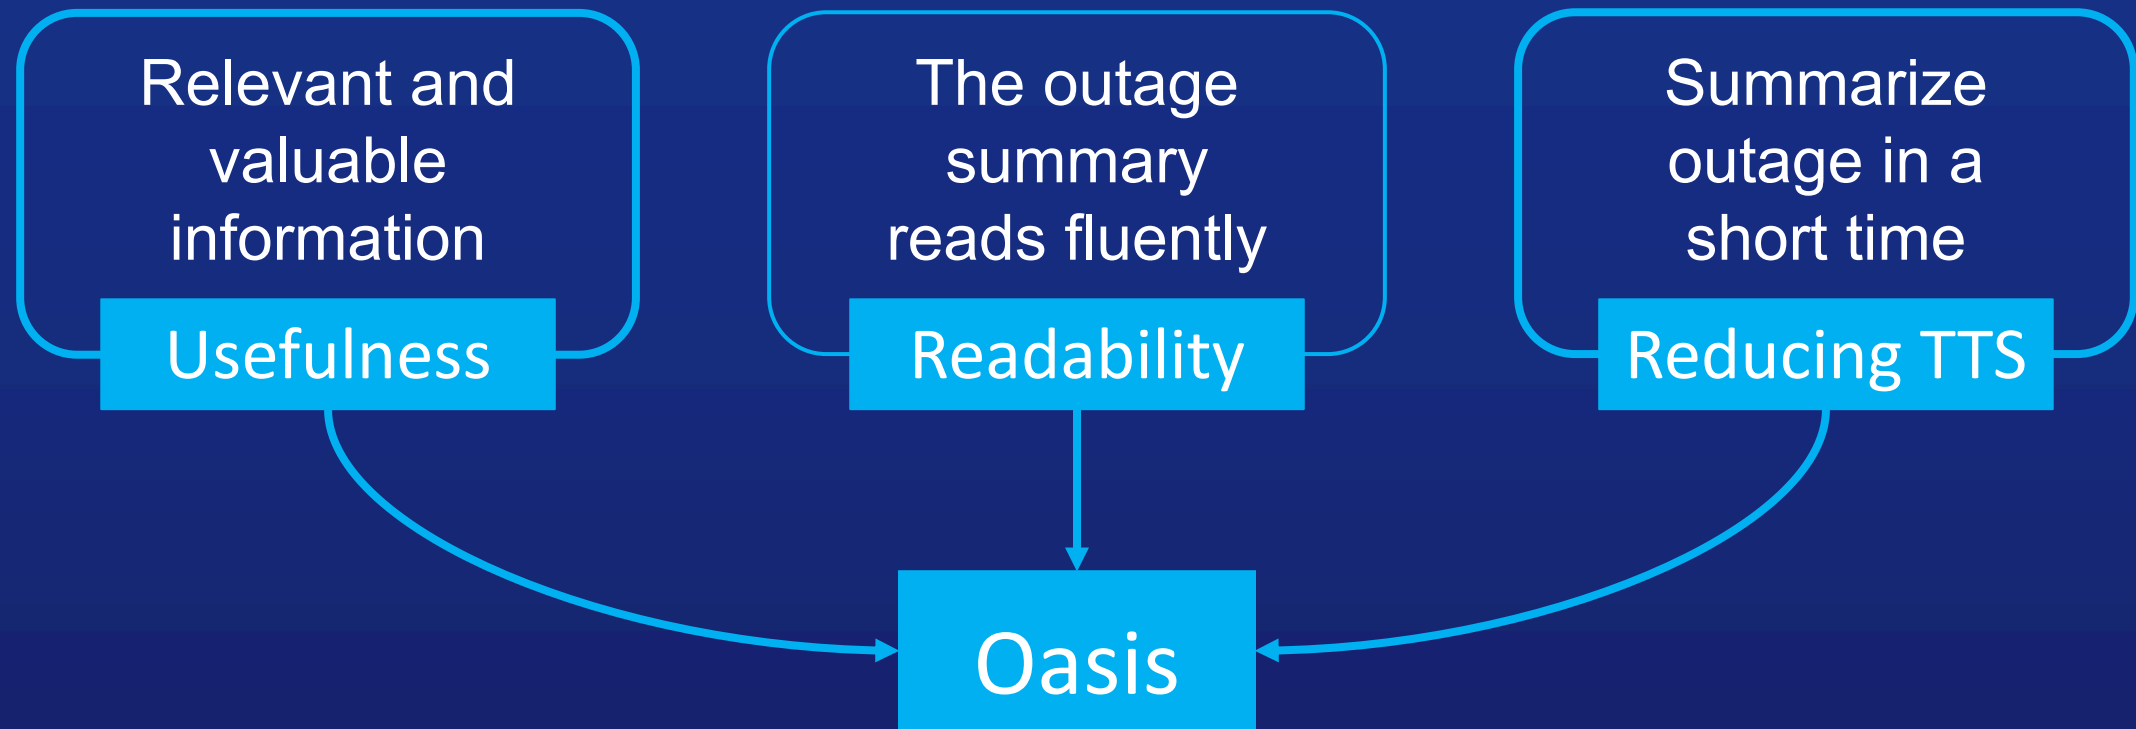 Relevant and
valuable
information
Usefulness
The outage
summary
reads fluently
Readability
Summarize
outage in a
short time
Reducing TTS
Oasis